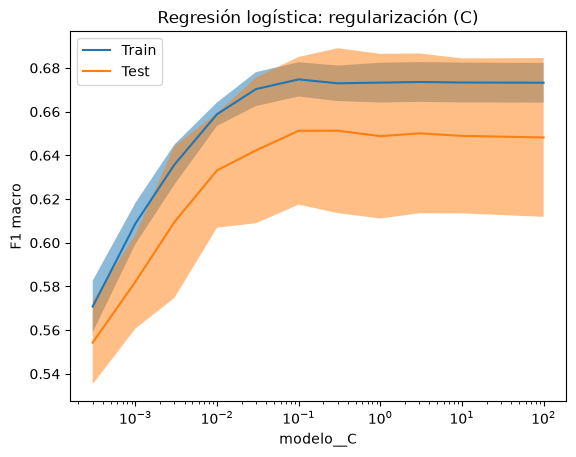 Regresión logística: regularización (C)
Train
Test
F1 macro
0.68
0.66
0.64
0.62
0.60
0.58
0.56
0.54
10⁻³ 10⁻² 10⁻¹ 10⁰ 10¹ 10²
modelo__C